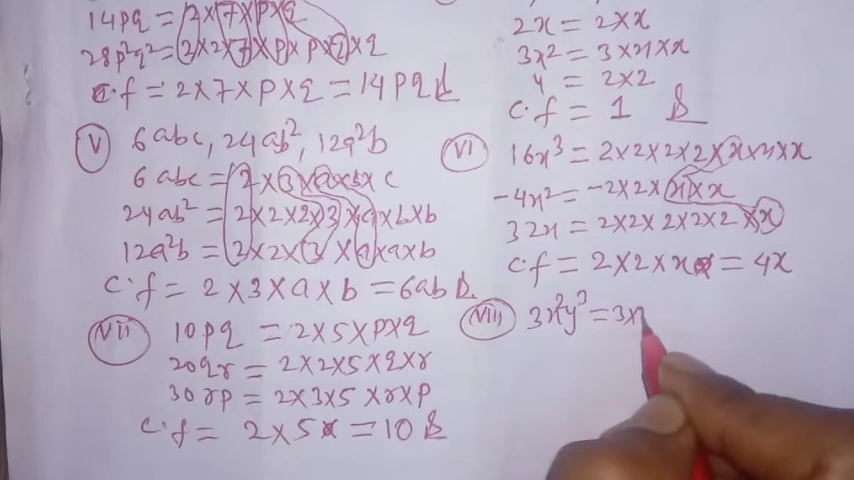 14pq = 2×7×p×q
28p²q² = 2×2×7×p×p×q×q
c.f = 2×7×p×q = 14pq
V 6abc, 24ab², 12a²b
6abc = 2×3×a×b×c
24ab² = 2×2×2×3×a×b×b
12a²b = 2×2×3×a×a×b
c.f = 2×3×a×b = 6ab
vii 10pq = 2×5×p×q
20qr = 2×2×5×q×r
30rp = 2×3×5×r×p
c.f = 2×5 = 10
2x = 2×x
3x² = 3×x×x
4 = 2×2
c.f = 1
VI 16x³ = 2×2×2×2×x×x×x
-4x² = -2×2×x×x
32x = 2×2×2×2×2×x
c.f = 2×2×x = 4x
viii 3x²y³ = 3×